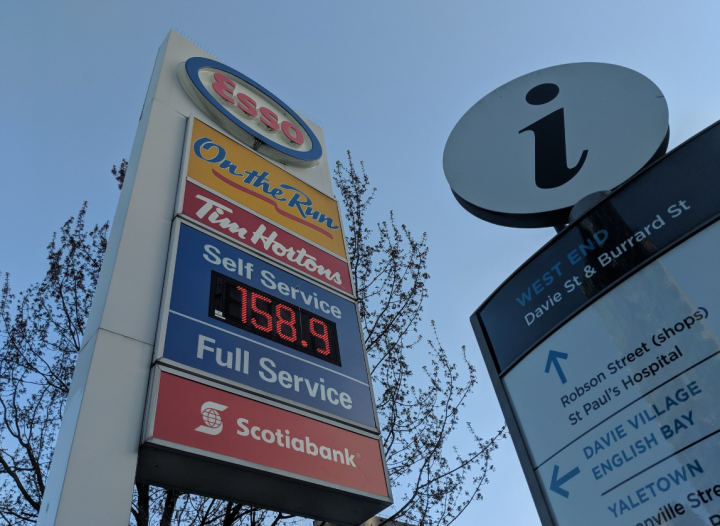 Esso
On the Run
Tim Hortons
Self Service
158.9
Full Service
Scotiabank
i
WEST END
Davie St & Burrard St
Robson Street (shops)
St Paul's Hospital
DAVIE VILLAGE
ENGLISH BAY
YALETOWN